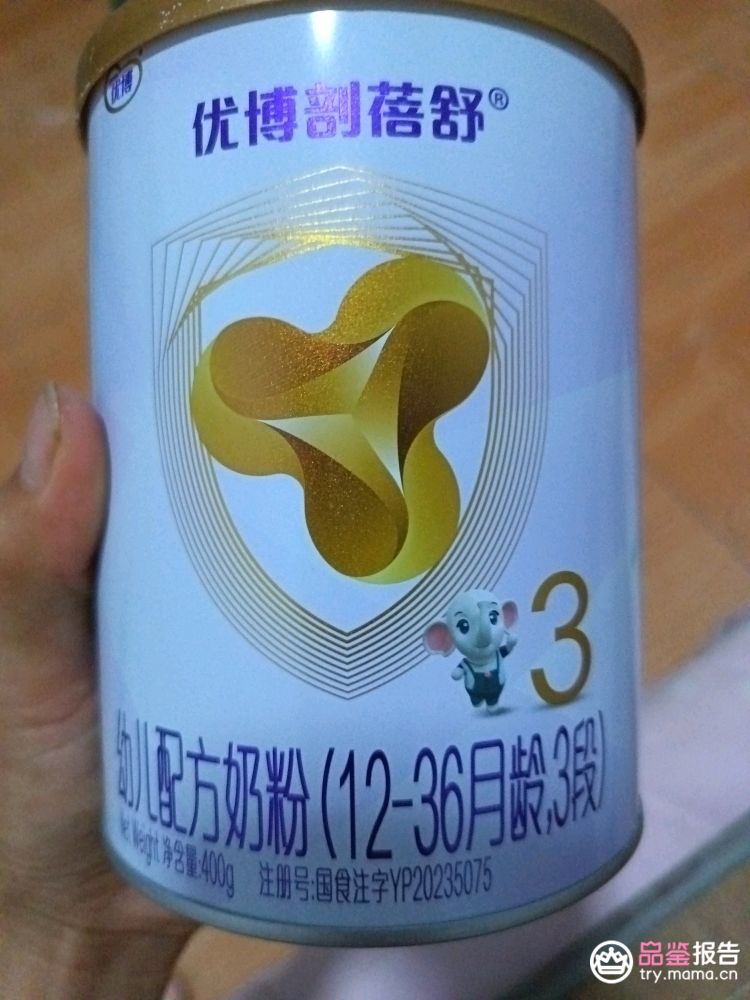 优博
优博剖蓓舒®
3
幼儿配方奶粉(12-36月龄,3段)
Net Weight 净含量:400g 注册号:国食注字YP20235075
品鉴报告
try.mama.cn